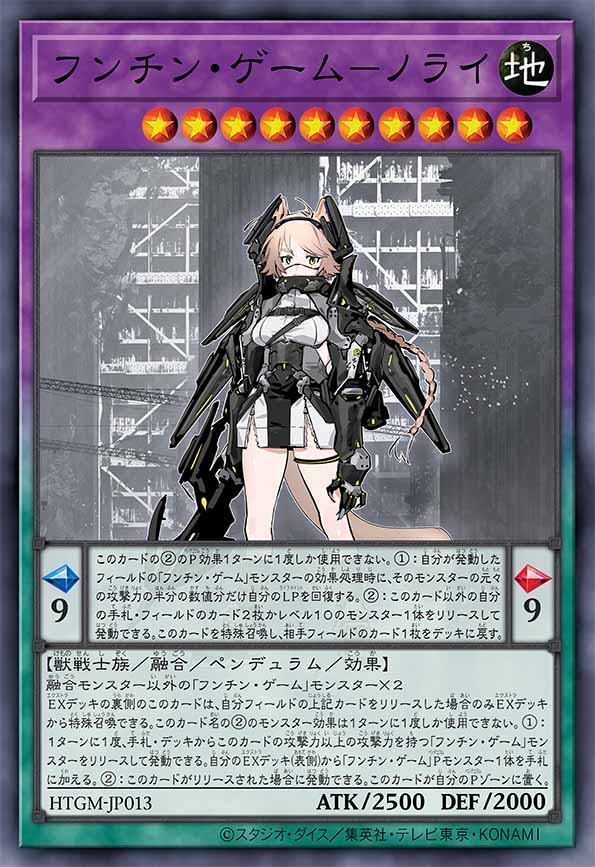 フンチン・ゲーム－ノライ
地
このカードの②のP効果1ターンに1度しか使用できない。①：自分が発動した
フィールドの「フンチン・ゲーム」モンスターの効果処理時に、そのモンスターの元々
の攻撃力の半分の数値分だけ自分のLPを回復する。②：このカード以外の自分
の手札・フィールドのカード2枚かレベル10のモンスター1体をリリースして
発動できる。このカードを特殊召喚し、相手フィールドのカード1枚をデッキに戻す。
9
9
【獣戦士族／融合／ペンデュラム／効果】
融合モンスター以外の「フンチン・ゲーム」モンスター×2
EXデッキの裏側のこのカードは、自分フィールドの上記カードをリリースした場合のみEXデッキ
から特殊召喚できる。このカード名の②のモンスター効果は1ターンに1度しか使用できない。①：
1ターンに1度、手札・デッキからこのカードの攻撃力以上の攻撃力を持つ「フンチン・ゲーム」モン
スターをリリースして発動できる。自分のEXデッキ(表側)から「フンチン・ゲーム」Pモンスター1体を手札
に加える。②：このカードがリリースされた場合に発動できる。このカードが自分のPゾーンに置く。
HTGM-JP013 ATK/2500 DEF/2000
©スタジオ・ダイス／集英社・テレビ東京・KONAMI